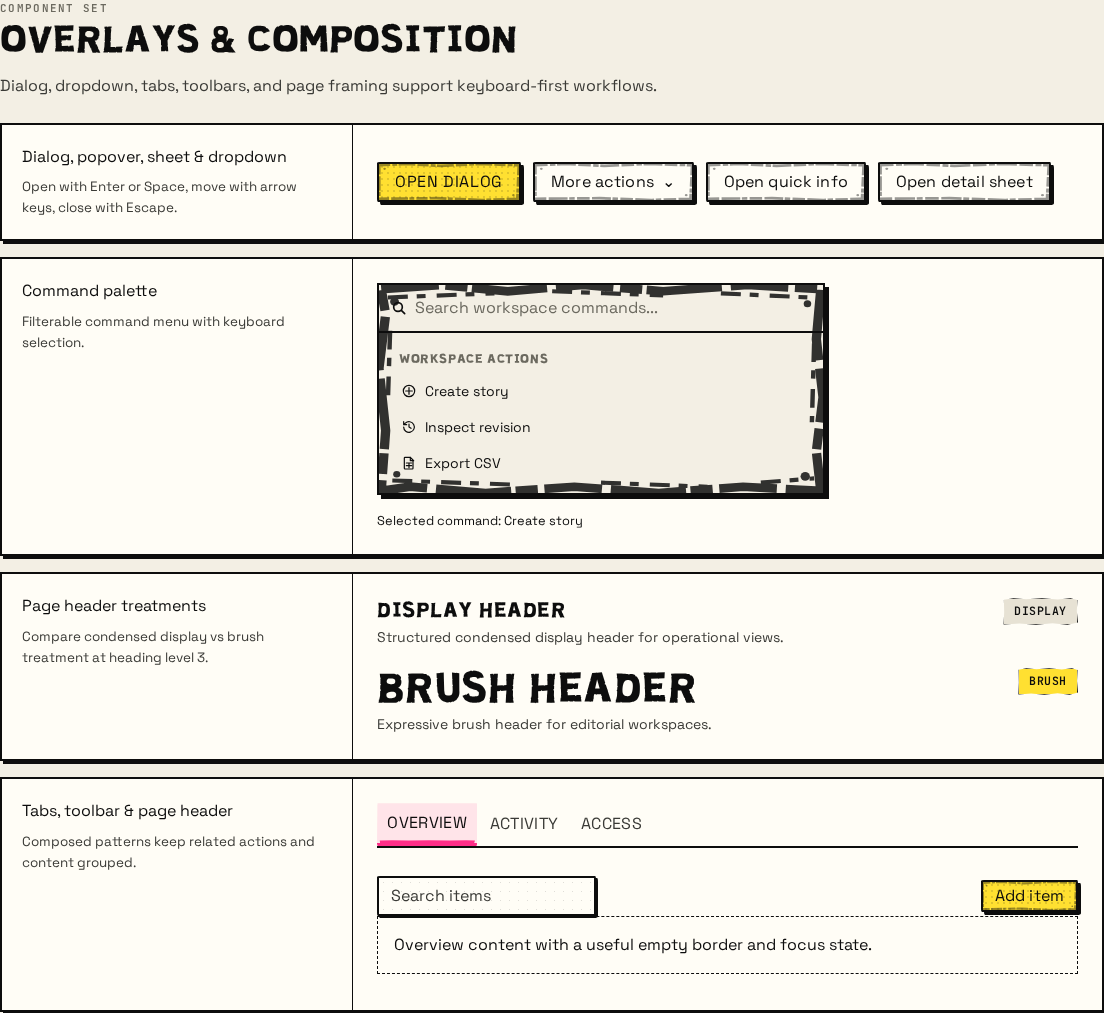 COMPONENT SET
OVERLAYS & COMPOSITION
Dialog, dropdown, tabs, toolbars, and page framing support keyboard-first workflows.
Dialog, popover, sheet & dropdown
Open with Enter or Space, move with arrow
keys, close with Escape.
OPEN DIALOG
More actions
Open quick info
Open detail sheet
Command palette
Filterable command menu with keyboard
selection.
Search workspace commands...
WORKSPACE ACTIONS
Create story
Inspect revision
Export CSV
Selected command: Create story
Page header treatments
Compare condensed display vs brush
treatment at heading level 3.
DISPLAY HEADER
DISPLAY
Structured condensed display header for operational views.
BRUSH HEADER
BRUSH
Expressive brush header for editorial workspaces.
Tabs, toolbar & page header
Composed patterns keep related actions and
content grouped.
OVERVIEW
ACTIVITY
ACCESS
Search items
Add item
Overview content with a useful empty border and focus state.